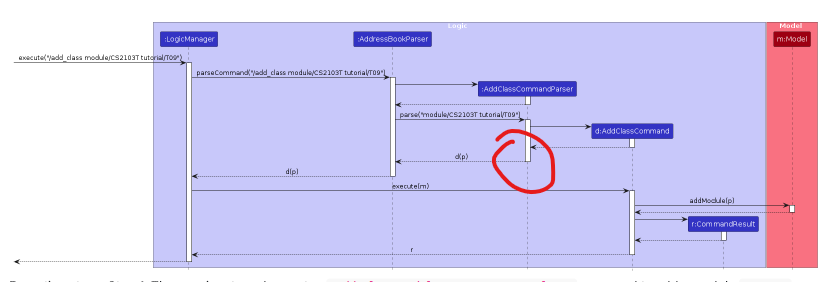 Logic
Model
:LogicManager
:AddressBookParser
m:Model
execute("/add_class module/CS2103T tutorial/T09")
parseCommand("/add_class module/CS2103T tutorial/T09")
:AddClassCommandParser
parse("module/CS2103T tutorial/T09")
d:AddClassCommand
d(p)
d(p)
execute(m)
addModule(p)
r:CommandResult
r